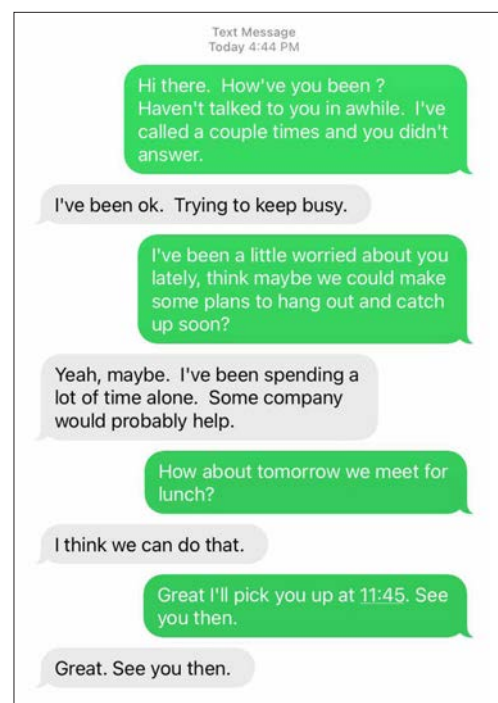 Text Message
Today 4:44 PM
Hi there. How've you been ?
Haven't talked to you in awhile. I've
called a couple times and you didn't
answer.
I've been ok. Trying to keep busy.
I've been a little worried about you
lately, think maybe we could make
some plans to hang out and catch
up soon?
Yeah, maybe. I've been spending a
lot of time alone. Some company
would probably help.
How about tomorrow we meet for
lunch?
I think we can do that.
Great I'll pick you up at 11:45. See
you then.
Great. See you then.